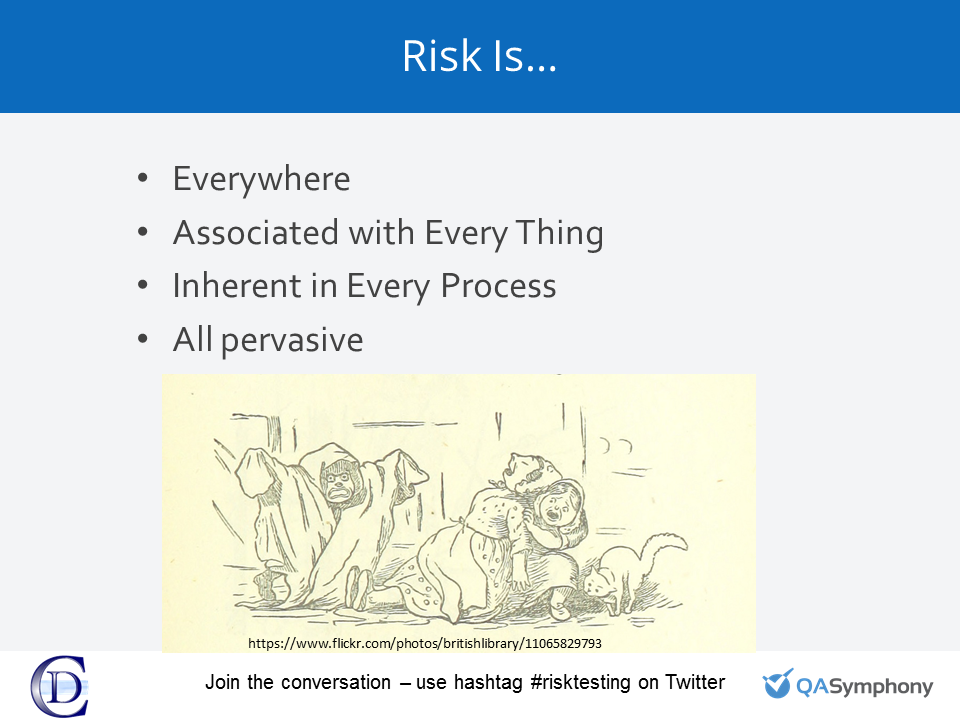 Risk Is...
• Everywhere
• Associated with Every Thing
• Inherent in Every Process
• All pervasive
https://www.flickr.com/photos/britishlibrary/11065829793
CD
Join the conversation – use hashtag #risktesting on Twitter
QASymphony